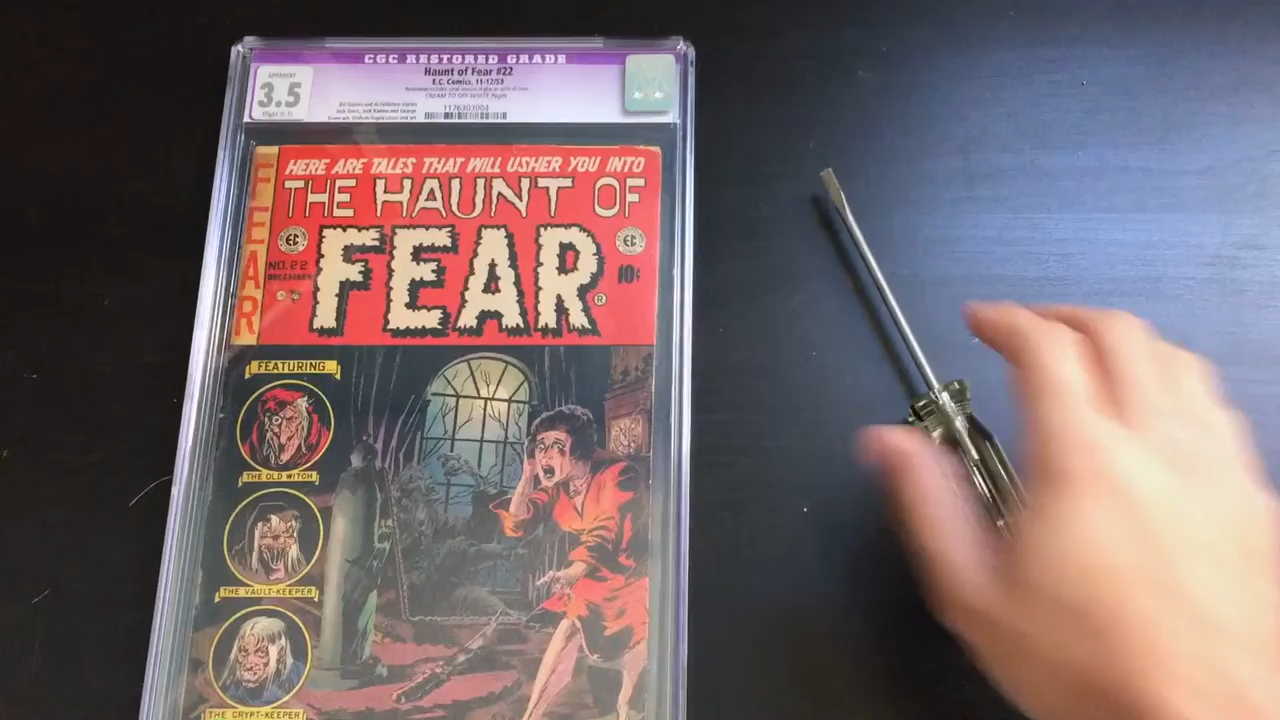 CGC RESTORED GRADE
Haunt of Fear #22
E.C. Comics, 11-12/53
CREAM TO OFF-WHITE Pages
APPARENT
3.5
1176303004
HERE ARE TALES THAT WILL USHER YOU INTO
THE HAUNT OF
FEAR
FEAR
EC
EC
NO. 22
DECEMBER
10¢
®
FEATURING...
THE OLD WITCH
THE VAULT-KEEPER
THE CRYPT-KEEPER